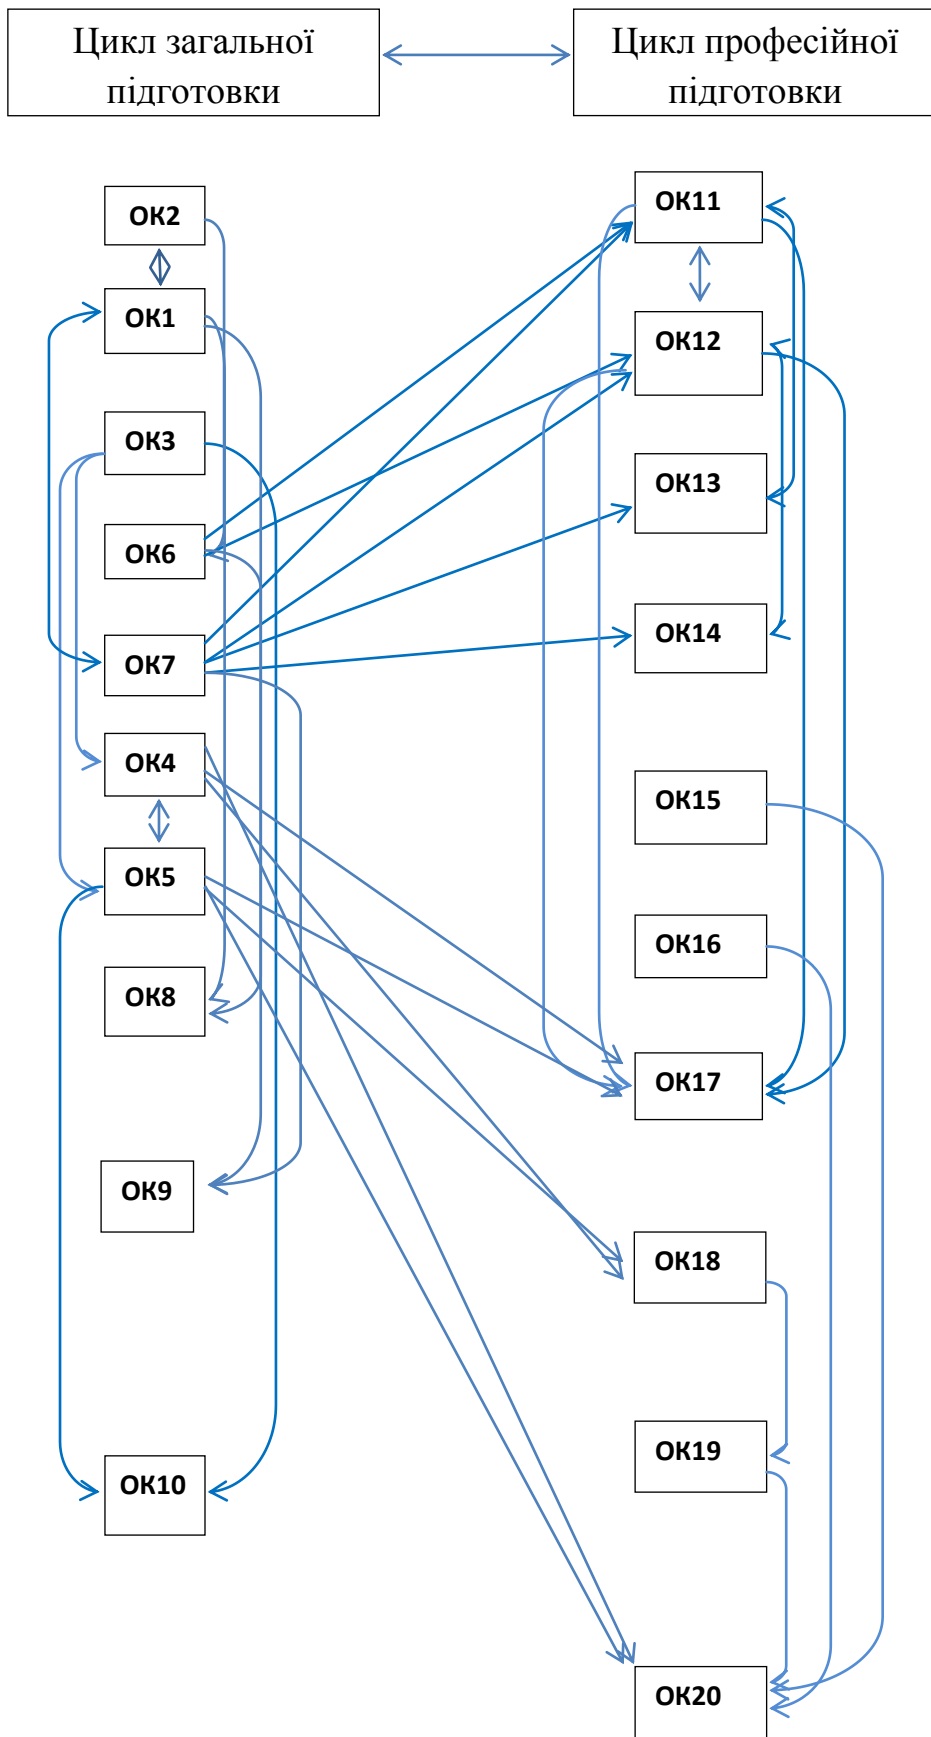 Цикл загальної
підготовки
Цикл професійної
підготовки
ОК2
ОК1
ОК3
ОК6
ОК7
ОК4
ОК5
ОК8
ОК9
ОК10
ОК11
ОК12
ОК13
ОК14
ОК15
ОК16
ОК17
ОК18
ОК19
ОК20